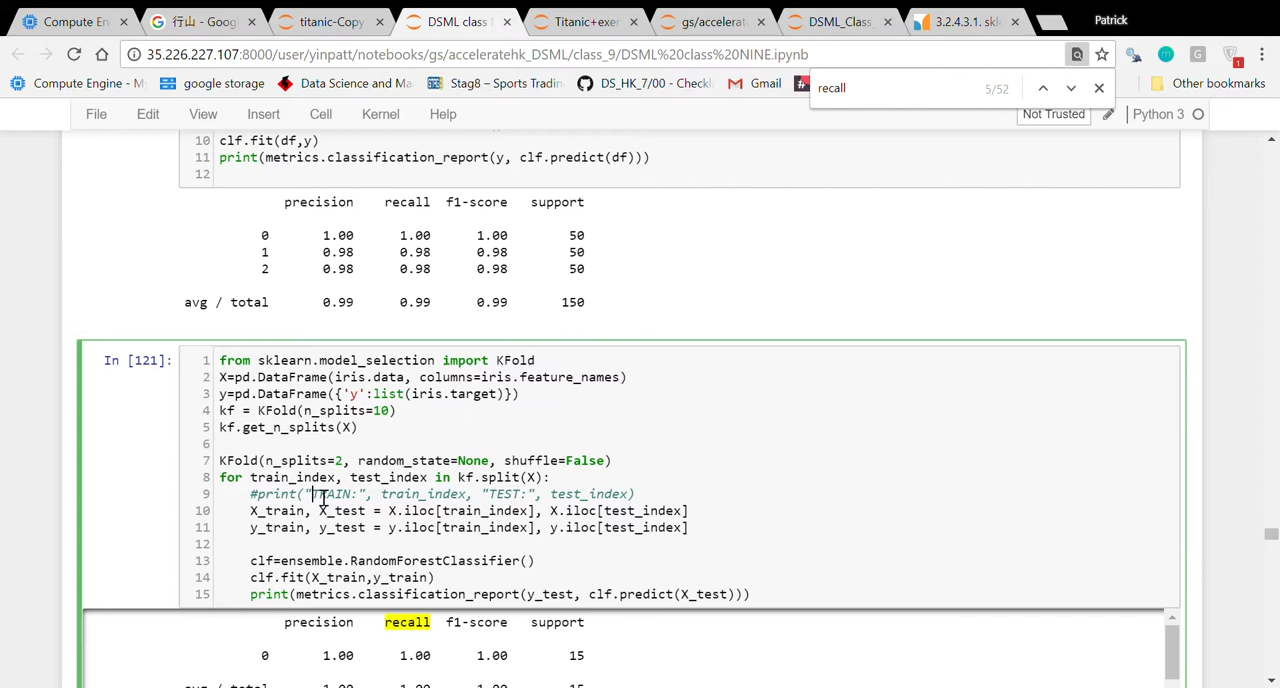 Patrick
Compute En
行山 - Googl
titanic-Copy
DSML class N
Titanic+exer
gs/accelerat
DSML_Class
3.2.4.3.1. skl
35.226.227.107:8000/user/yinpatt/notebooks/gs/acceleratehk_DSML/class_9/DSML%20class%20NINE.ipynb
Compute Engine - My
google storage
Data Science and Ma
Stag8 – Sports Tradin
DS_HK_7/00 - Checkl
Gmail
Other bookmarks
recall 5/52
File Edit View Insert Cell Kernel Help
Not Trusted Python 3
10 clf.fit(df,y)
11 print(metrics.classification_report(y, clf.predict(df)))
12
precision recall f1-score support
0 1.00 1.00 1.00 50
1 0.98 0.98 0.98 50
2 0.98 0.98 0.98 50
avg / total 0.99 0.99 0.99 150
In [121]:
1 from sklearn.model_selection import KFold
2 X=pd.DataFrame(iris.data, columns=iris.feature_names)
3 y=pd.DataFrame({'y':list(iris.target)})
4 kf = KFold(n_splits=10)
5 kf.get_n_splits(X)
6
7 KFold(n_splits=2, random_state=None, shuffle=False)
8 for train_index, test_index in kf.split(X):
9 #print("TRAIN:", train_index, "TEST:", test_index)
10 X_train, X_test = X.iloc[train_index], X.iloc[test_index]
11 y_train, y_test = y.iloc[train_index], y.iloc[test_index]
12
13 clf=ensemble.RandomForestClassifier()
14 clf.fit(X_train,y_train)
15 print(metrics.classification_report(y_test, clf.predict(X_test)))
precision recall f1-score support
0 1.00 1.00 1.00 15